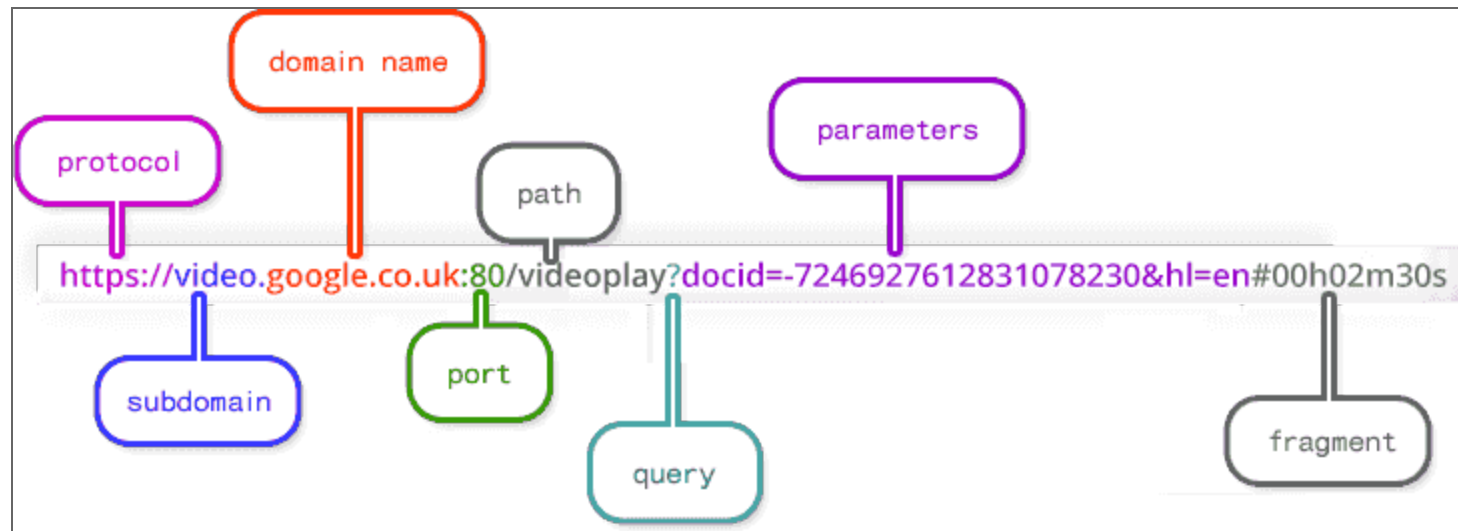 domain name
parameters
protocol
path
https://video.google.co.uk:80/videoplay?docid=-7246927612831078230&hl=en#00h02m30s
port
subdomain
query
fragment